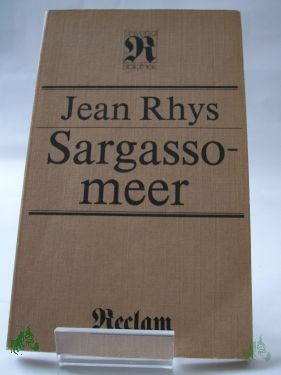 Jean Rhys
Sargasso-
meer
Reclam